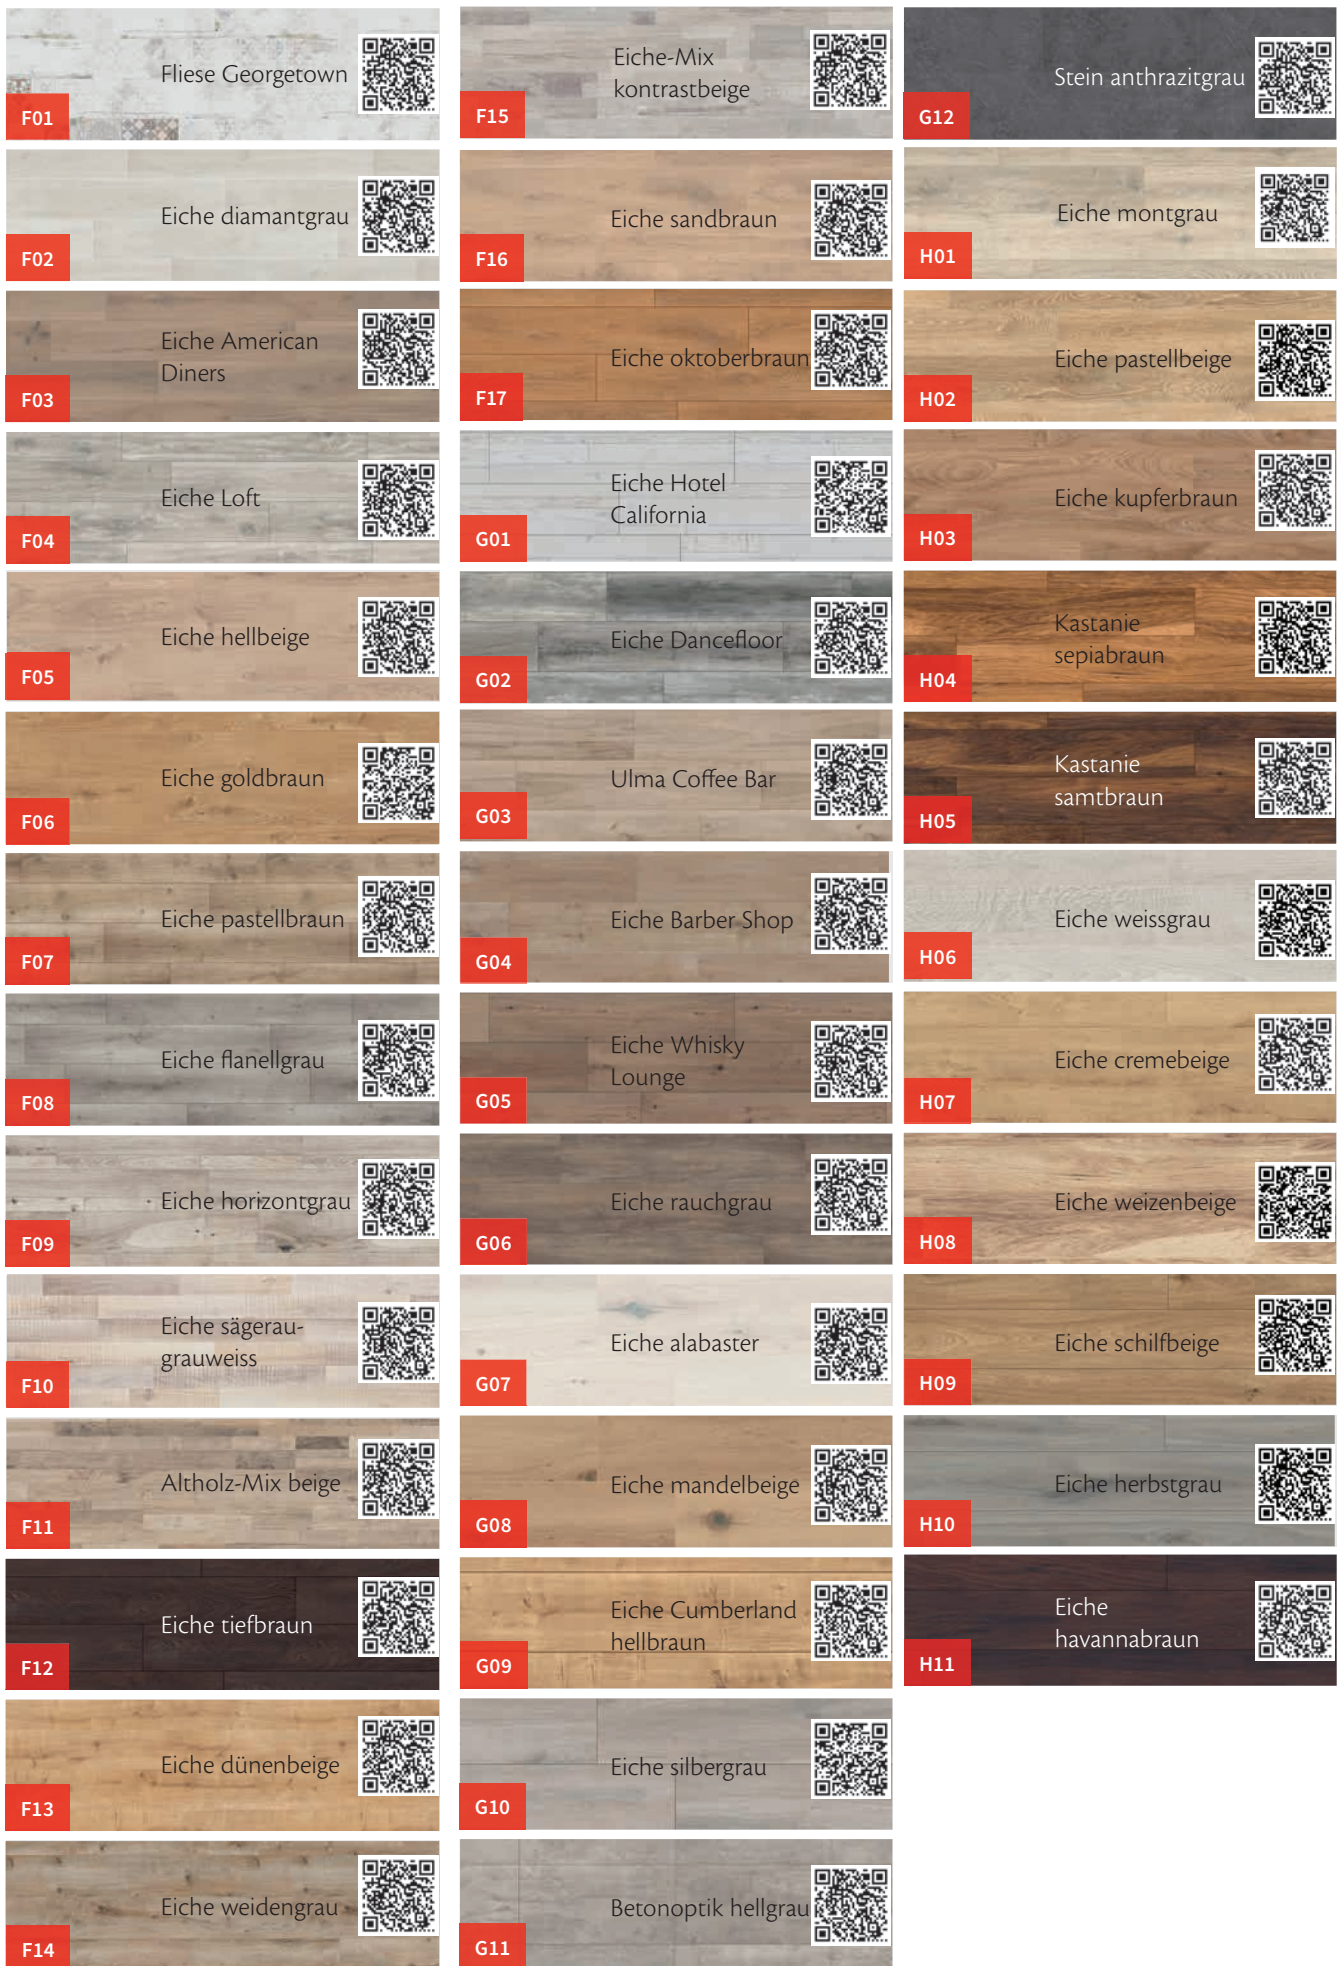 Fliese Georgetown
F01
Eiche diamantgrau
F02
Eiche American
Diners
F03
Eiche Loft
F04
Eiche hellbeige
F05
Eiche goldbraun
F06
Eiche pastellbraun
F07
Eiche flanellgrau
F08
Eiche horizontgrau
F09
Eiche sägerau-
grauweiss
F10
Altholz-Mix beige
F11
Eiche tiefbraun
F12
Eiche dünenbeige
F13
Eiche weidengrau
F14
Eiche-Mix
kontrastbeige
F15
Eiche sandbraun
F16
Eiche oktoberbraun
F17
Eiche Hotel
California
G01
Eiche Dancefloor
G02
Ulma Coffee Bar
G03
Eiche Barber Shop
G04
Eiche Whisky
Lounge
G05
Eiche rauchgrau
G06
Eiche alabaster
G07
Eiche mandelbeige
G08
Eiche Cumberland
hellbraun
G09
Eiche silbergrau
G10
Betonoptik hellgrau
G11
Stein anthrazitgrau
G12
Eiche montgrau
H01
Eiche pastellbeige
H02
Eiche kupferbraun
H03
Kastanie
sepiabraun
H04
Kastanie
samtbraun
H05
Eiche weissgrau
H06
Eiche cremebeige
H07
Eiche weizenbeige
H08
Eiche schilfbeige
H09
Eiche herbstgrau
H10
Eiche
havannabraun
H11